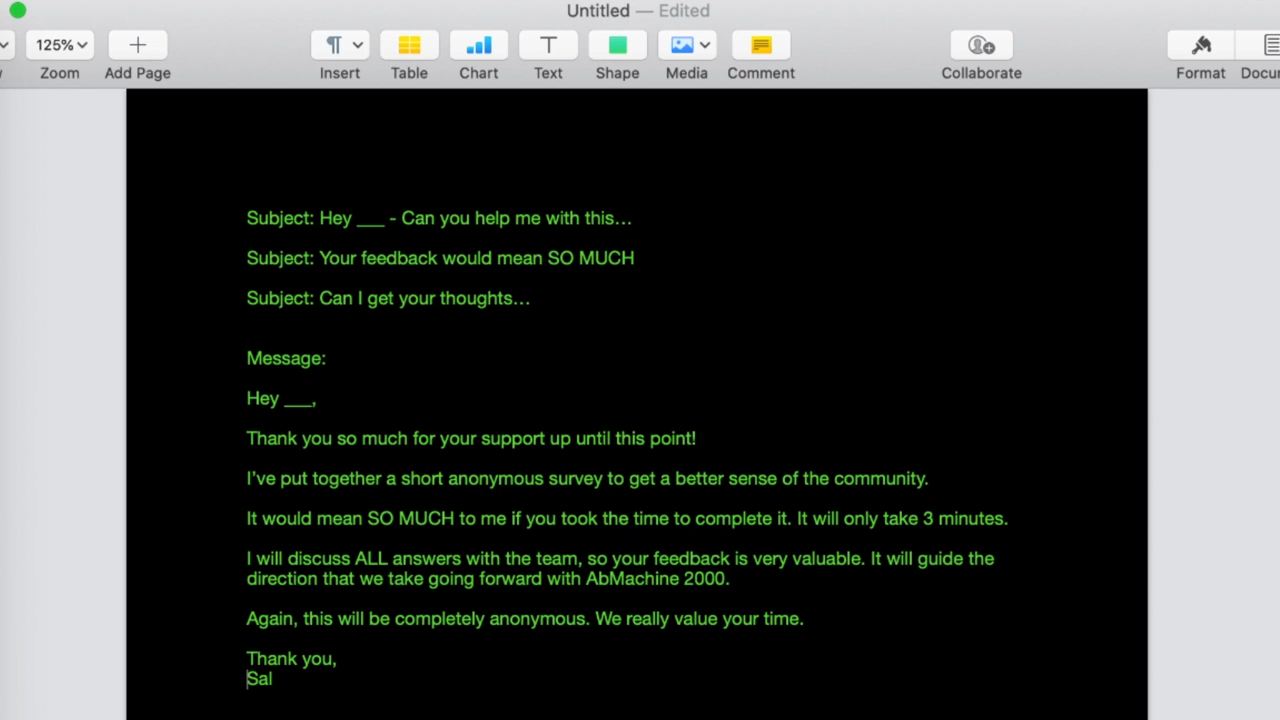 Untitled — Edited
125%
Zoom
Add Page
Insert
Table
Chart
Text
Shape
Media
Comment
Collaborate
Format
Subject: Hey ___ - Can you help me with this…
Subject: Your feedback would mean SO MUCH
Subject: Can I get your thoughts…
Message:
Hey ___,
Thank you so much for your support up until this point!
I’ve put together a short anonymous survey to get a better sense of the community.
It would mean SO MUCH to me if you took the time to complete it. It will only take 3 minutes.
I will discuss ALL answers with the team, so your feedback is very valuable. It will guide the
direction that we take going forward with AbMachine 2000.
Again, this will be completely anonymous. We really value your time.
Thank you,
Sal